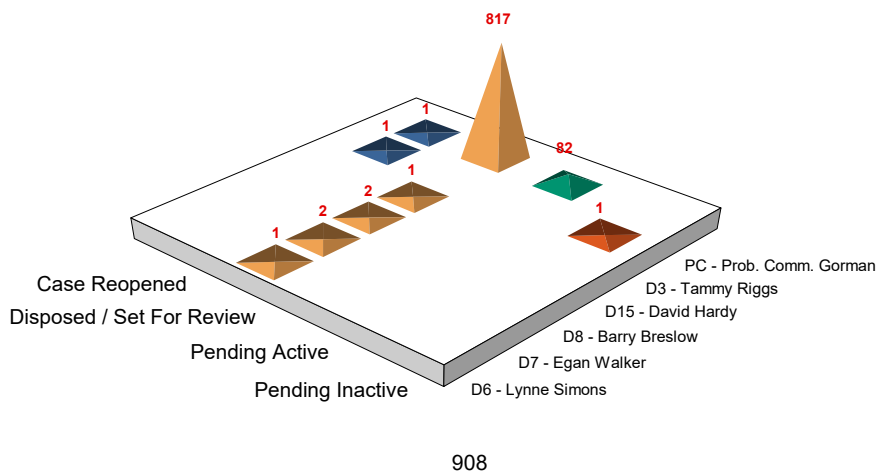 817
1
1
82
1
2
2
1
1
Case Reopened
Disposed / Set For Review
Pending Active
Pending Inactive
PC - Prob. Comm. Gorman
D3 - Tammy Riggs
D15 - David Hardy
D8 - Barry Breslow
D7 - Egan Walker
D6 - Lynne Simons
908